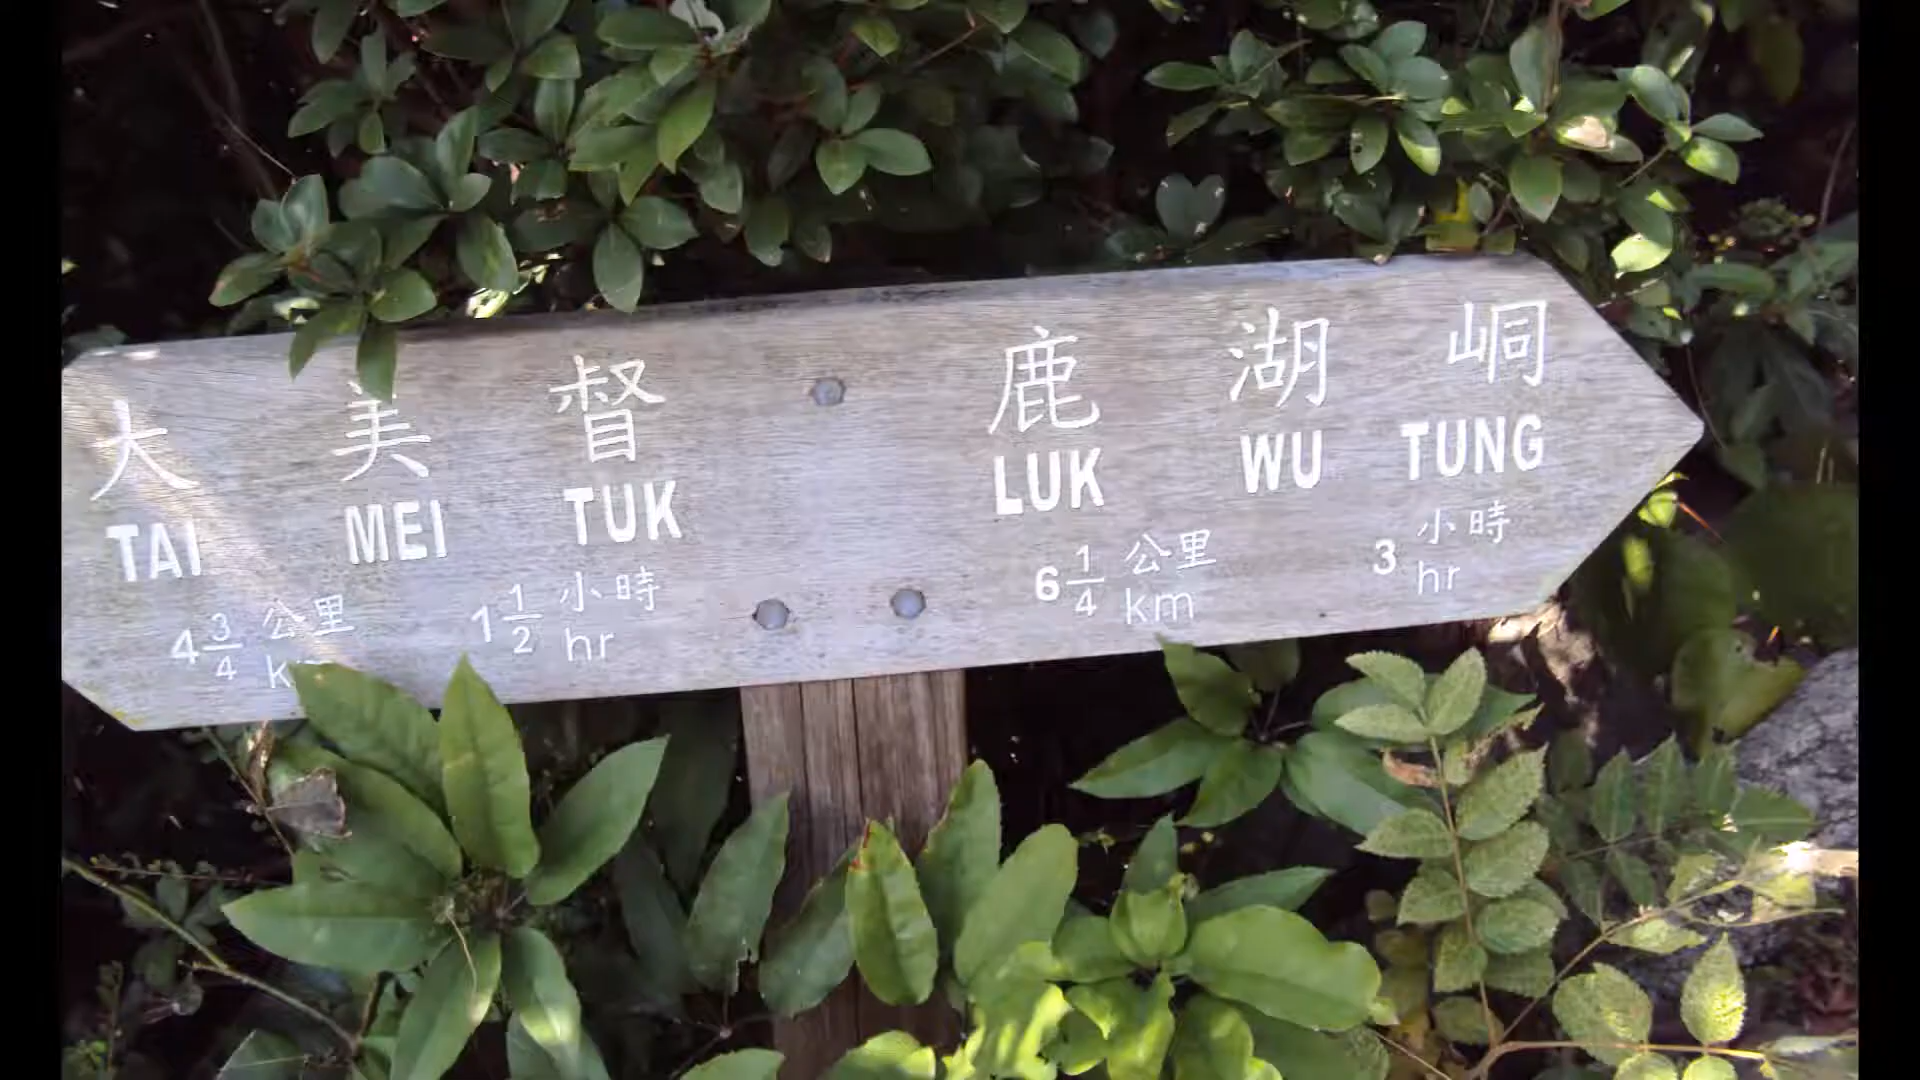 大 美 督
TAI MEI TUK
4 3/4 公里 1 1/2 小時
hr
鹿 湖 峒
LUK WU TUNG
6 1/4 公里 3 小時
km hr